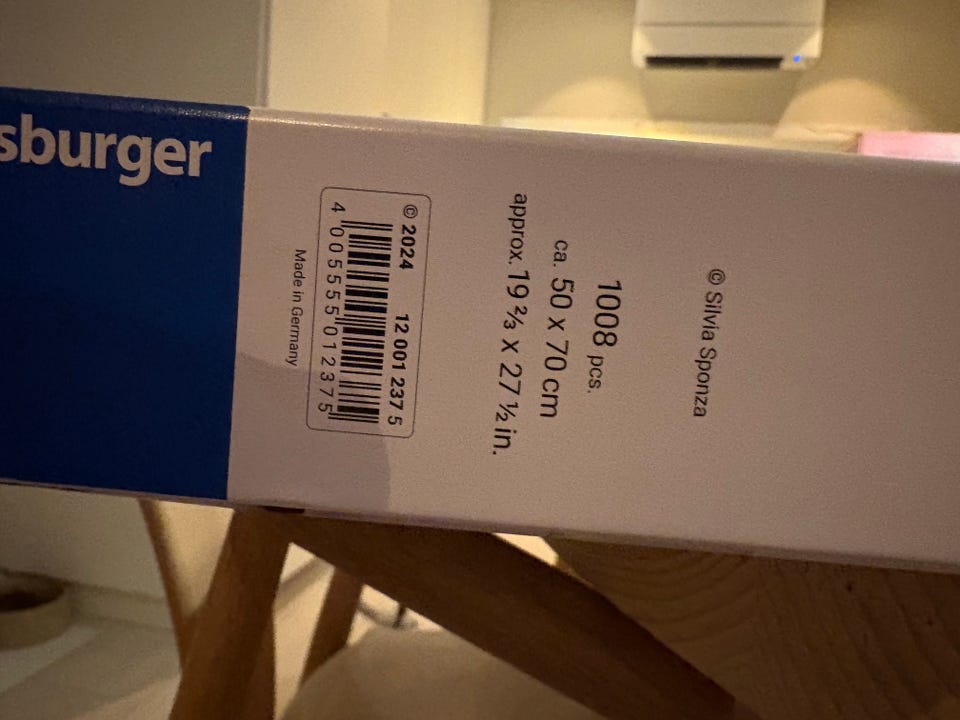 sburger
© 2024 12 001 237 5
4 005555 012375
Made in Germany
1008 pcs.
ca. 50 x 70 cm
approx. 19 ⅔ x 27 ½ in.
© Silvia Sponza